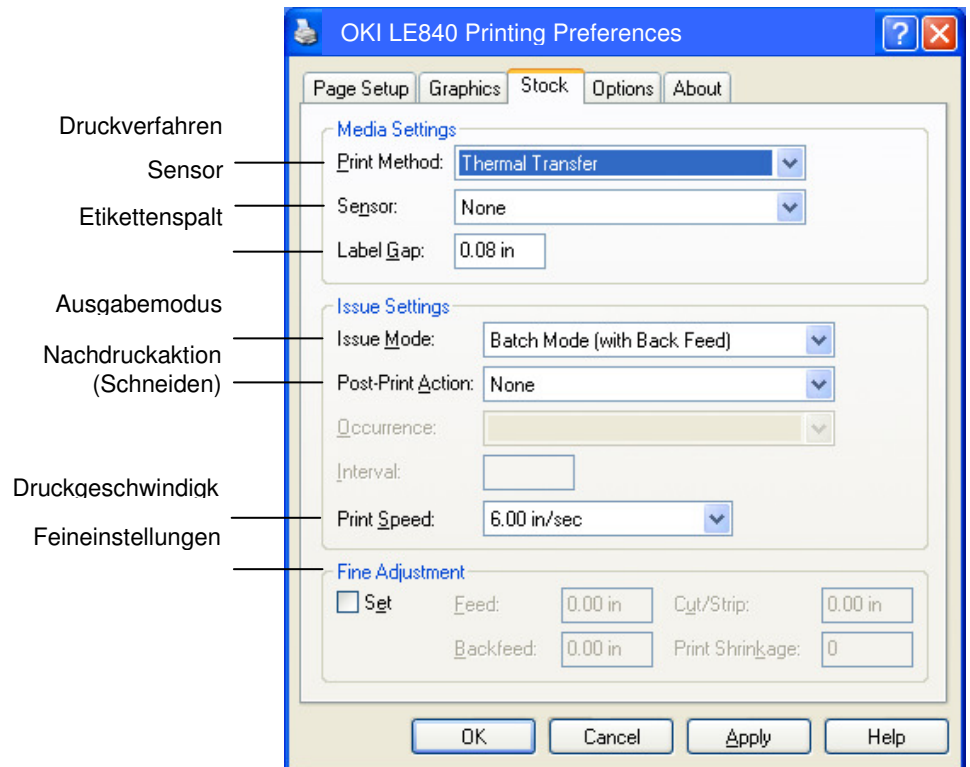 OKI LE840 Printing Preferences
Page Setup Graphics Stock Options About
Druckverfahren
Sensor
Etikettenspalt
Ausgabemodus
Nachdruckaktion
(Schneiden)
Druckgeschwindigk
Feineinstellungen
Media Settings
Print Method: Thermal Transfer
Sensor: None
Label Gap: 0.08 in
Issue Settings
Issue Mode: Batch Mode (with Back Feed)
Post-Print Action: None
Occurrence:
Interval:
Print Speed: 6.00 in/sec
Fine Adjustment
Set Feed: 0.00 in Cut/Strip: 0.00 in
Backfeed: 0.00 in Print Shrinkage: 0
OK Cancel Apply Help